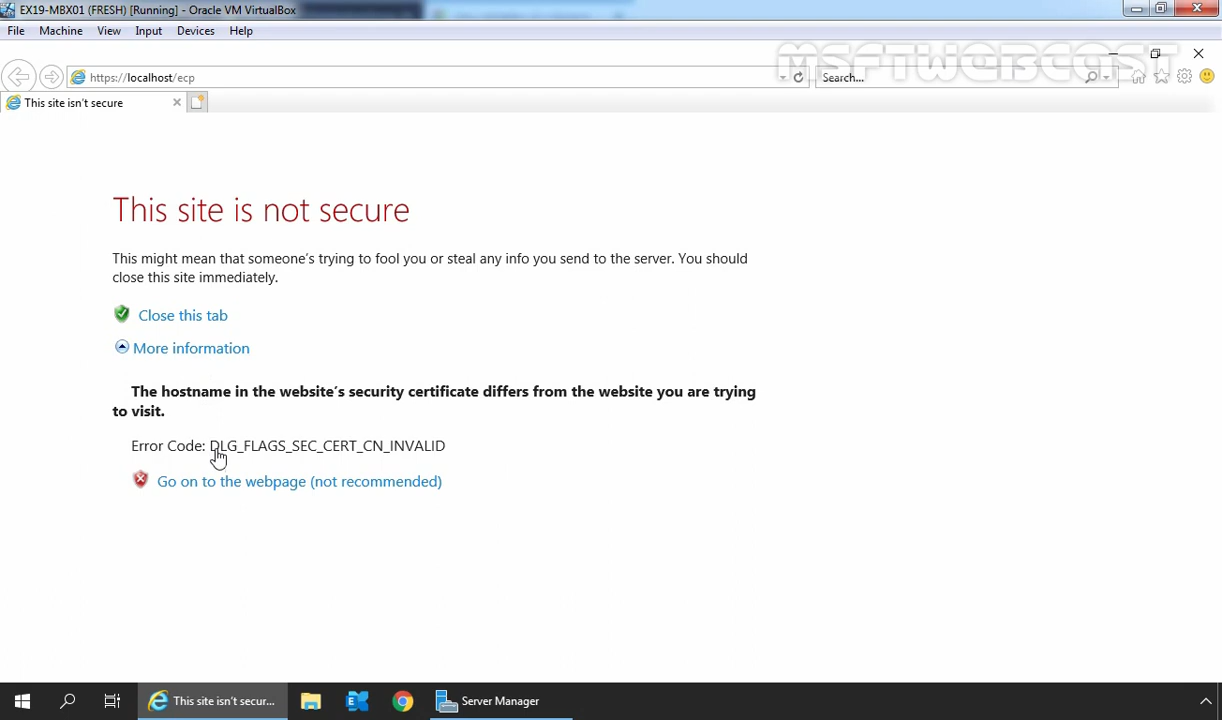 EX19-MBX01 (FRESH) [Running] - Oracle VM VirtualBox
File Machine View Input Devices Help
MSFTWEBCAST
https://localhost/ecp
Search...
This site isn't secure
This site is not secure
This might mean that someone's trying to fool you or steal any info you send to the server. You should
close this site immediately.
Close this tab
More information
The hostname in the website's security certificate differs from the website you are trying
to visit.
Error Code: DLG_FLAGS_SEC_CERT_CN_INVALID
Go on to the webpage (not recommended)
This site isn't secur... Server Manager